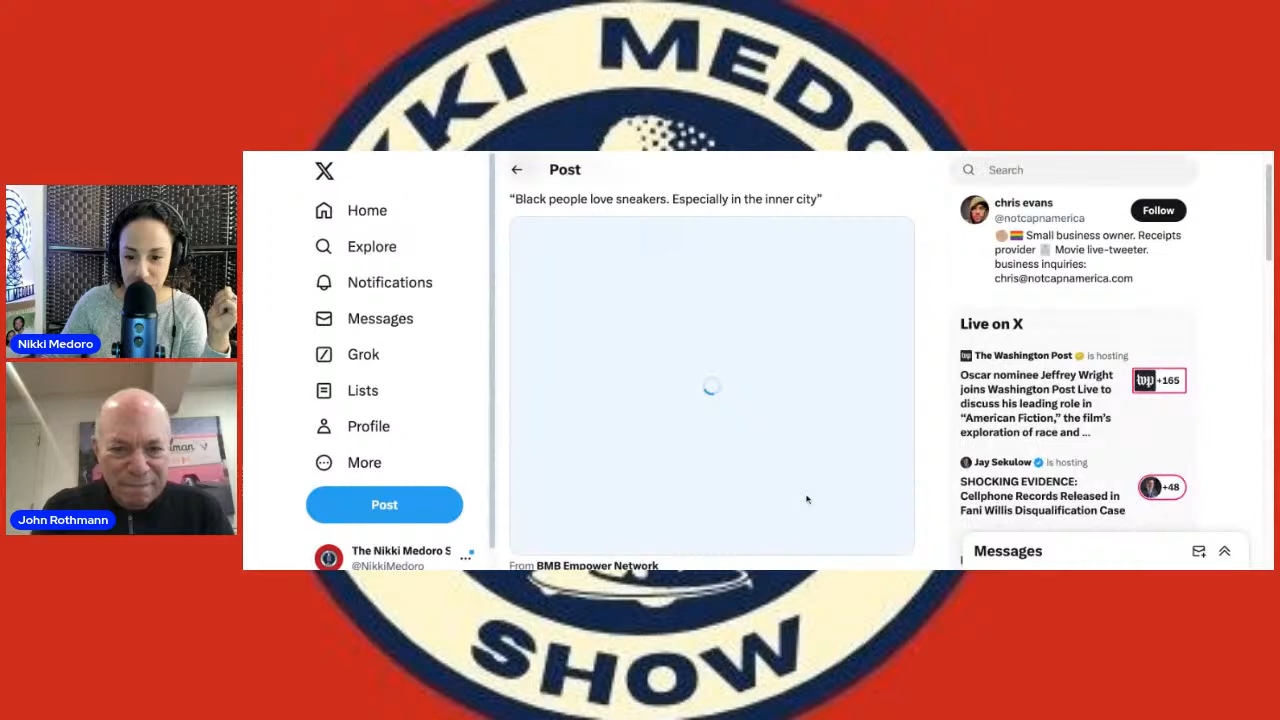 KKI MEDO
Nikki Medoro
John Rothmann
Home
Explore
Notifications
Messages
Grok
Lists
Profile
More
Post
The Nikki Medoro S
@NikkiMedoro
Post
“Black people love sneakers. Especially in the inner city”
From BMB Empower Network
Search
chris evans
@notcapnamerica
Follow
Small business owner. Receipts
provider Movie live-tweeter.
business inquiries:
chris@notcapnamerica.com
Live on X
The Washington Post is hosting
Oscar nominee Jeffrey Wright
joins Washington Post Live to
discuss his leading role in
“American Fiction,” the film’s
exploration of race and ...
wp +165
Jay Sekulow is hosting
SHOCKING EVIDENCE:
Cellphone Records Released in
Fani Willis Disqualification Case
+48
Messages
SHOW